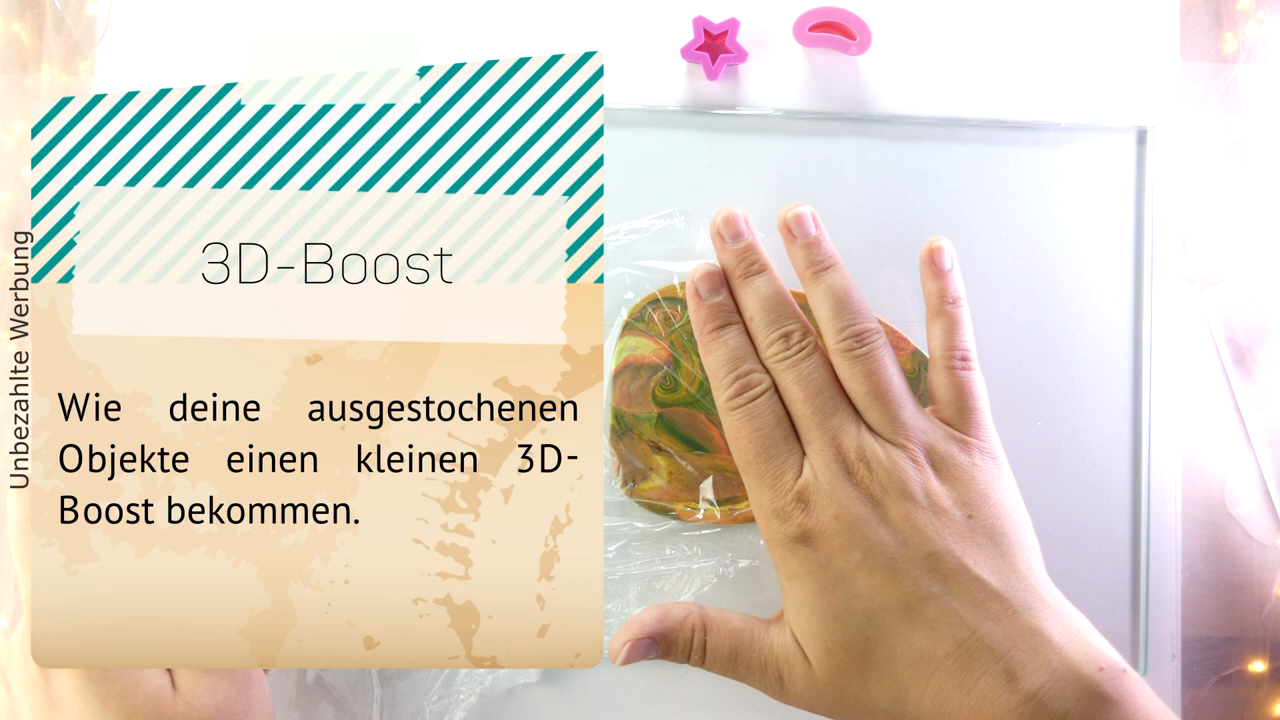 3D-Boost
Wie deine ausgestochenen
Objekte einen kleinen 3D-
Boost bekommen.
Unbezahlte Werbung